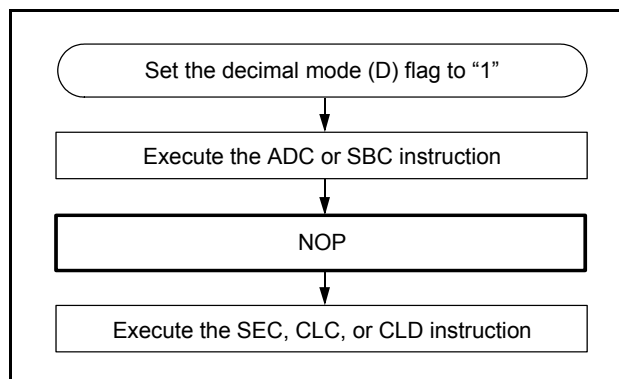 Set the decimal mode (D) flag to “1”
Execute the ADC or SBC instruction
NOP
Execute the SEC, CLC, or CLD instruction